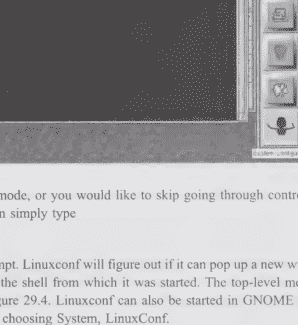 mode, or you would like to skip going through contr
n simply type
mpt. Linuxconf will figure out if it can pop up a new w
the shell from which it was started. The top-level me
gure 29.4. Linuxconf can also be started in GNOME
choosing System, LinuxConf.